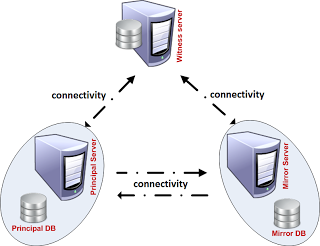 Witness server
connectivity
connectivity
Principal Server
connectivity
Mirror Server
Principal DB
Mirror DB